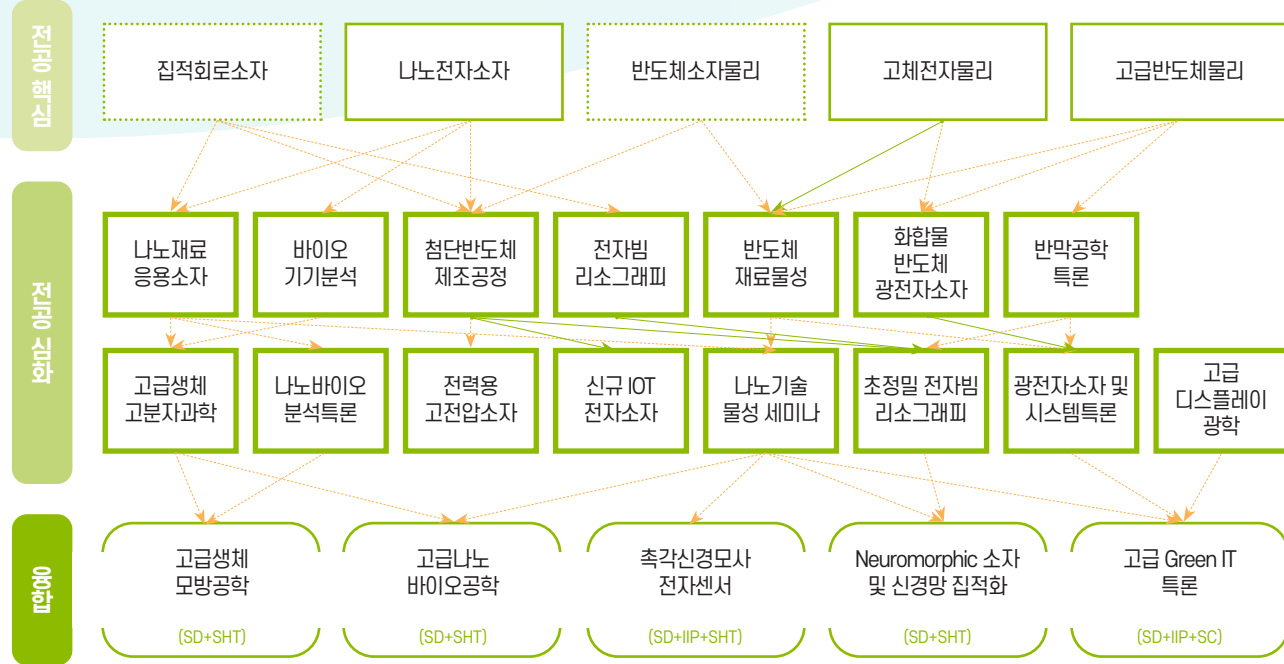 전공 핵심
집적회로소자
나노전자소자
반도체소자물리
고체전자물리
고급반도체물리
전공 심화
나노재료
응용소자
바이오
기기분석
첨단반도체
제조공정
전자빔
리소그래피
반도체
재료물성
화합물
반도체
광전자소자
반막공학
특론
고급생체
고분자과학
나노바이오
분석특론
전력용
고전압소자
신규 IOT
전자소자
나노기술
물성 세미나
초정밀 전자빔
리소그래피
광전자소자 및
시스템특론
고급
디스플레이
광학
융합
고급생체
모방공학
(SD+SHT)
고급나노
바이오공학
(SD+SHT)
촉각신경모사
전자센서
(SD+IIP+SHT)
Neuromorphic 소자
및 신경망 집적화
(SD+SHT)
고급 Green IT
특론
(SD+IIP+SC)